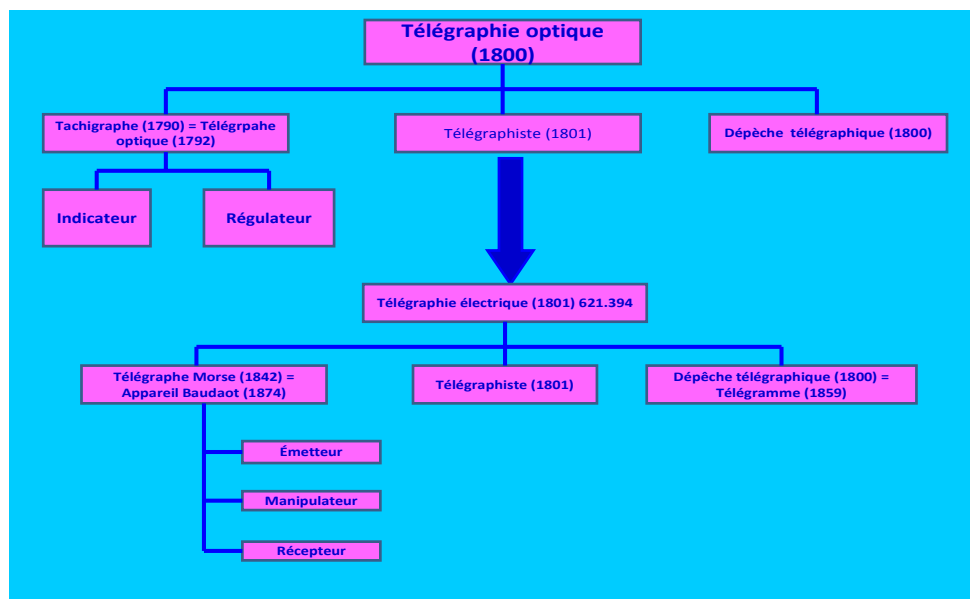 Télégraphie optique
(1800)
Tachigraphe (1790) = Télégrpahe
optique (1792)
Télégraphiste (1801)
Dépèche télégraphique (1800)
Indicateur
Régulateur
Télégraphie électrique (1801) 621.394
Télégraphe Morse (1842) =
Appareil Baudaot (1874)
Télégraphiste (1801)
Dépêche télégraphique (1800) =
Télégramme (1859)
Émetteur
Manipulateur
Récepteur